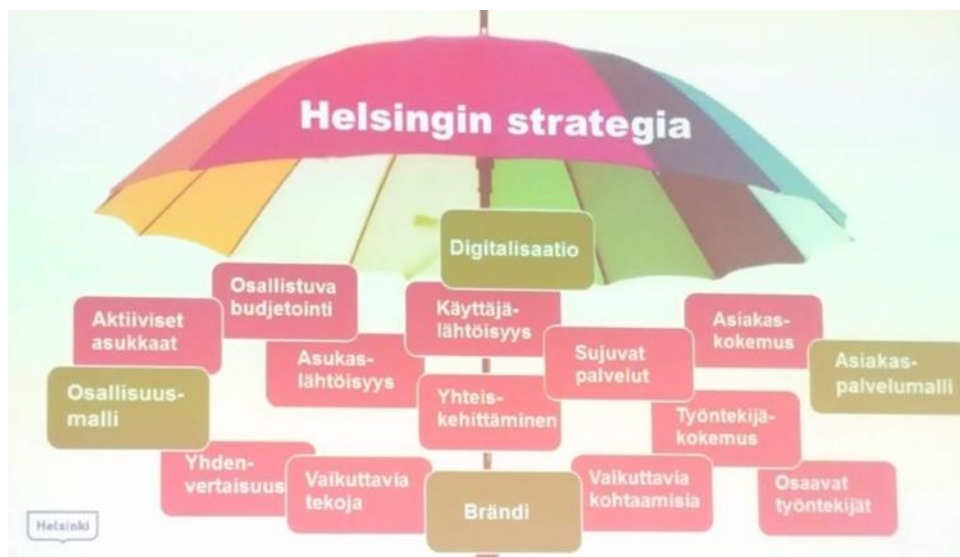 Helsingin strategia
Digitalisaatio
Osallistuva
budjetointi
Käyttäjä-
lähtöisyys
Aktiiviset
asukkaat
Asiakas-
kokemus
Asukas-
lähtöisyys
Sujuvat
palvelut
Asiakas-
palvelumalli
Osallisuus-
malli
Yhteis-
kehittäminen
Työntekijä-
kokemus
Yhden-
vertaisuus
Vaikuttavia
tekoja
Brändi
Vaikuttavia
kohtaamisia
Osaavat
työntekijät
Helsinki